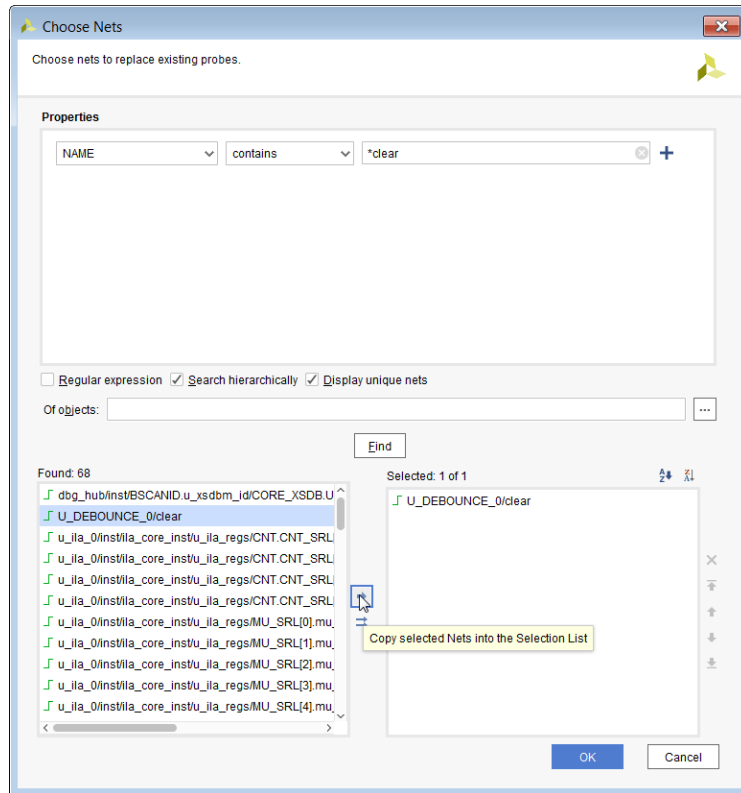 Choose Nets
Choose nets to replace existing probes.
Properties
NAME contains *clear
Regular expression Search hierarchically Display unique nets
Of objects: ...
Find
Found: 68
Selected: 1 of 1
dbg_hub/inst/BSCANID.u_xsdbm_id/CORE_XSDB.U
U_DEBOUNCE_0/clear
U_DEBOUNCE_0/clear
u_ila_0/inst/ila_core_inst/u_ila_regs/CNT.CNT_SRL
u_ila_0/inst/ila_core_inst/u_ila_regs/CNT.CNT_SRL
u_ila_0/inst/ila_core_inst/u_ila_regs/CNT.CNT_SRL
u_ila_0/inst/ila_core_inst/u_ila_regs/CNT.CNT_SRL
u_ila_0/inst/ila_core_inst/u_ila_regs/MU_SRL[0].mu_
u_ila_0/inst/ila_core_inst/u_ila_regs/MU_SRL[1].mu_
u_ila_0/inst/ila_core_inst/u_ila_regs/MU_SRL[2].mu_
u_ila_0/inst/ila_core_inst/u_ila_regs/MU_SRL[3].mu_
u_ila_0/inst/ila_core_inst/u_ila_regs/MU_SRL[4].mu_
Copy selected Nets into the Selection List
OK
Cancel